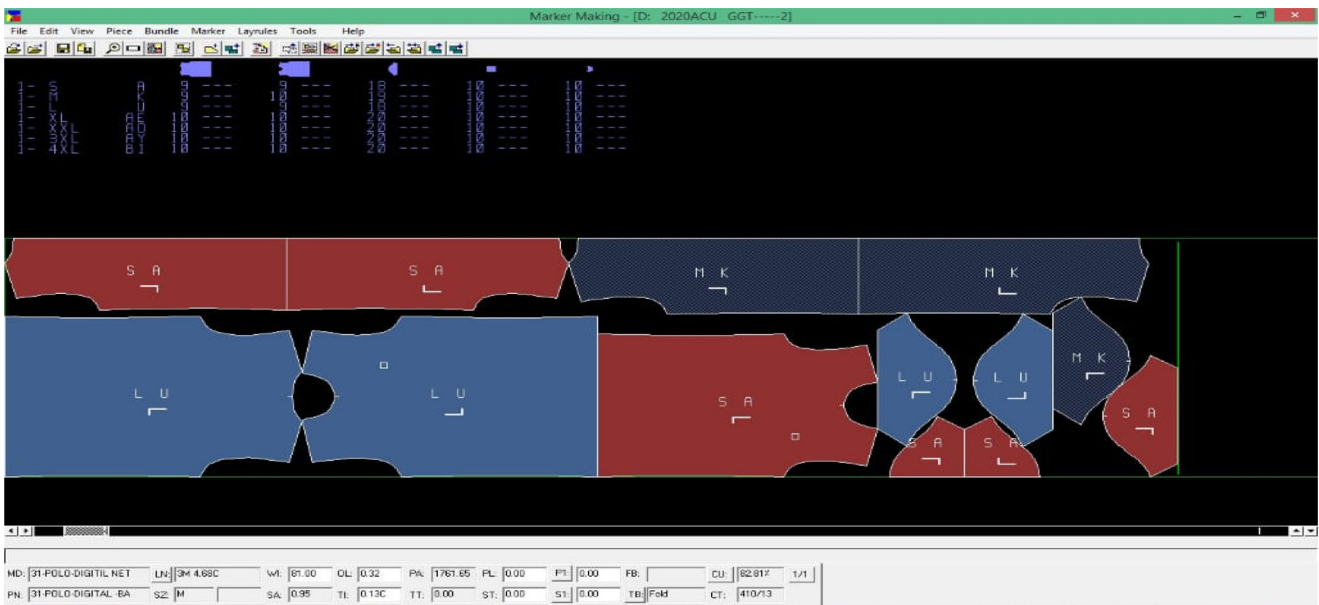 Marker Making - [D: 2020ACU GGT-----2]
File Edit View Piece Bundle Marker Layrules Tools Help
1- S A 9 --- 9 --- 18 --- 10 --- 10 ---
1- M K 9 --- 10 --- 19 --- 10 --- 10 ---
1- L U 9 --- 9 --- 18 --- 10 --- 10 ---
1- XL AE 10 --- 10 --- 20 --- 10 --- 10 ---
1- XXL AO 10 --- 10 --- 20 --- 10 --- 10 ---
1- 3XL AY 10 --- 10 --- 20 --- 10 --- 10 ---
1- 4XL BI 10 --- 10 --- 20 --- 10 --- 10 ---
S A S A M K M K
M K
L U L U S A L U L U S A
S A S A
MD: 31-POLO-DIGITIL NET LN: 3M 4.68C WI: 81.00 OL: 0.32 PA: 1761.65 PL: 0.00 P1: 0.00 FB: CU: 82.81% 1/1
PN: 31-POLO-DIGITAL -BA SZ: M SA: 0.95 TI: 0.13C TT: 0.00 ST: 0.00 S1: 0.00 TB: Fold CT: 410/13